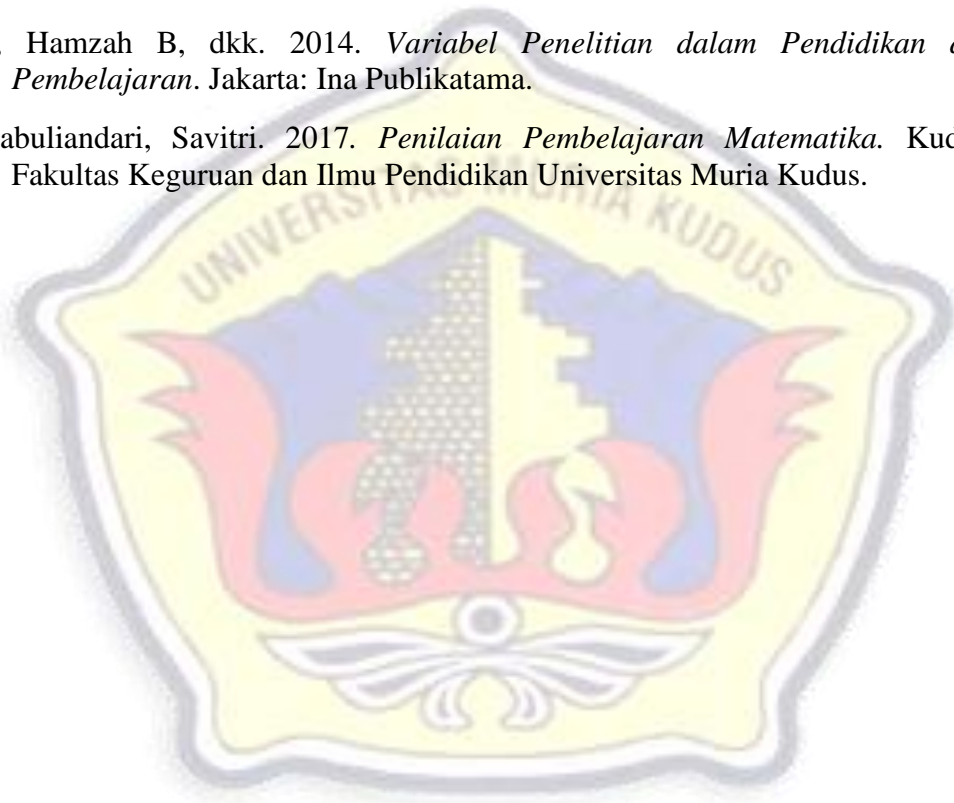 , Hamzah B, dkk. 2014. Variabel Penelitian dalam Pendidikan
Pembelajaran. Jakarta: Ina Publikatama.
abuliandari, Savitri. 2017. Penilaian Pembelajaran Matematika. Kud
Fakultas Keguruan dan Ilmu Pendidikan Universitas Muria Kudus.
UNIVERSITAS MURIA KUDUS